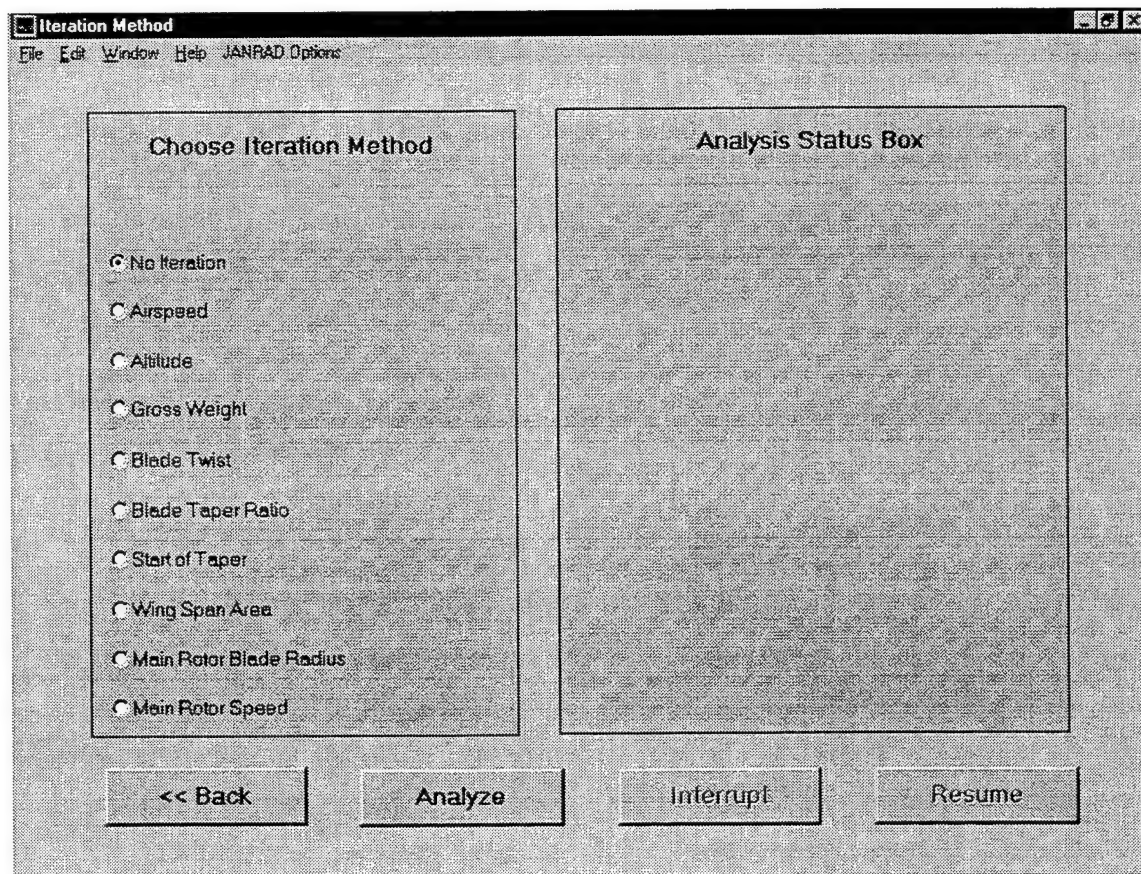 Iteration Method
File Edit Window Help JANRAD Options
Choose Iteration Method
Analysis Status Box
No Iteration
Airspeed
Altitude
Gross Weight
Blade Twist
Blade Taper Ratio
Start of Taper
Wing Span Area
Main Rotor Blade Radius
Main Rotor Speed
<< Back
Analyze
Interrupt
Resume